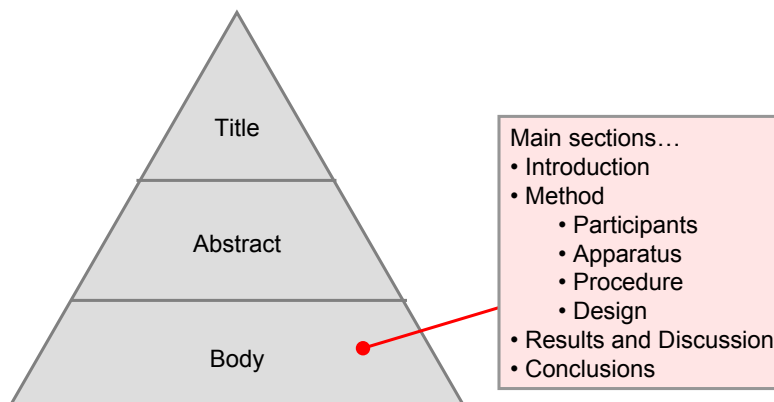 Title
Abstract
Body
Main sections…
• Introduction
• Method
• Participants
• Apparatus
• Procedure
• Design
• Results and Discussion
• Conclusions